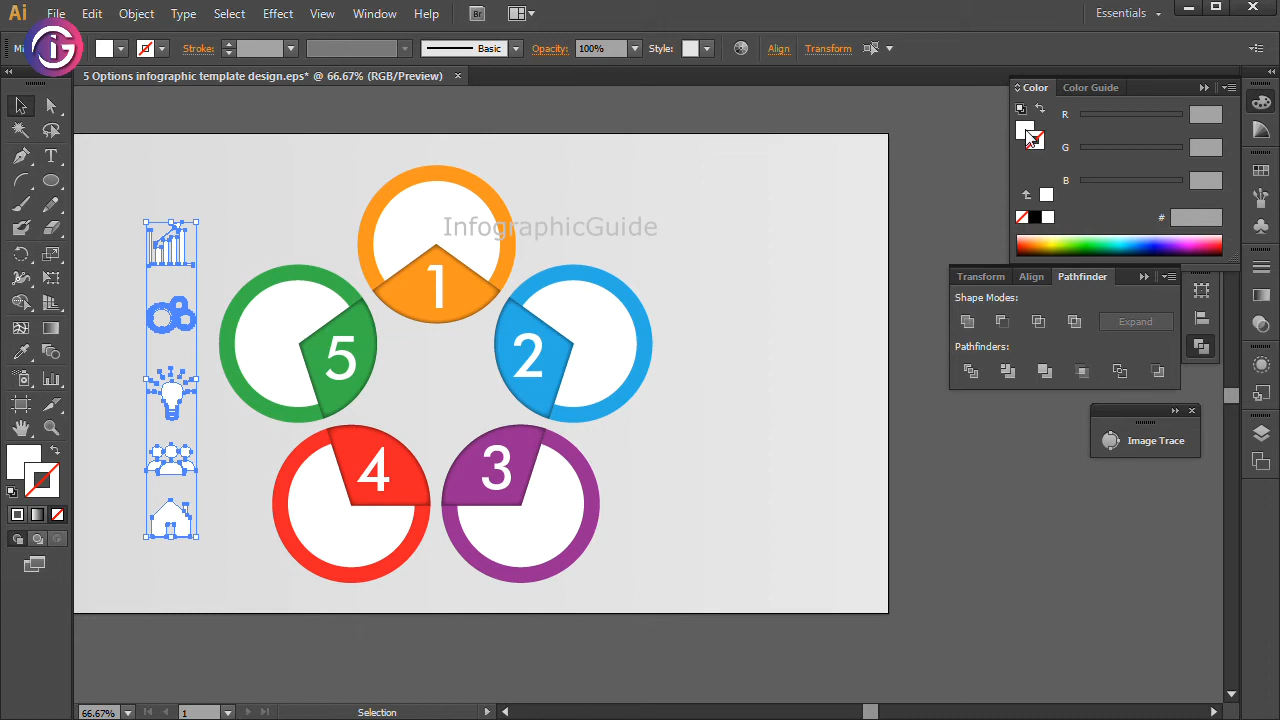 Ai File Edit Object Type Select Effect View Window Help Br Essentials
Stroke: Basic Opacity: 100% Style: Align Transform
5 Options infographic template design.eps* @ 66.67% (RGB/Preview)
Color Color Guide
R
G
B
#
InfographicGuide
1
5
2
4
3
Transform Align Pathfinder
Shape Modes:
Expand
Pathfinders:
Image Trace
66.67% 1 Selection